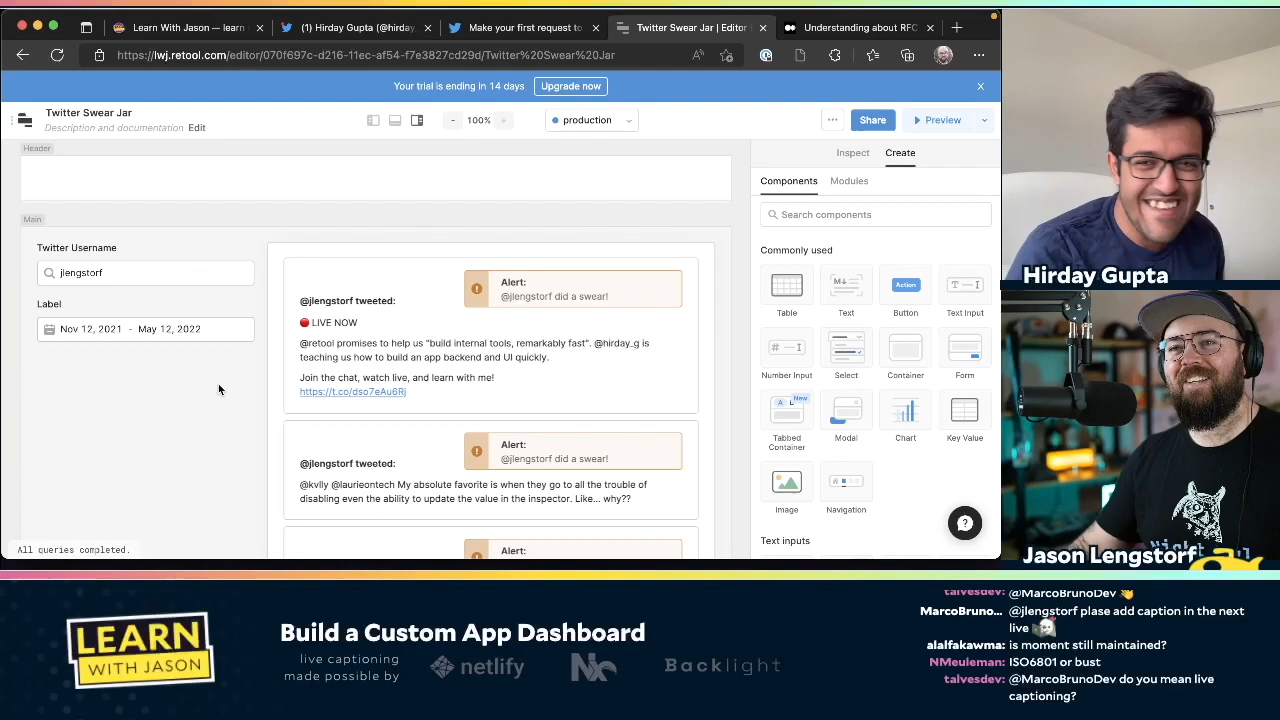 Learn With Jason — learn
(1) Hirday Gupta (@hirday_
Make your first request to
Twitter Swear Jar | Editor
Understanding about RFC
https://lwj.retool.com/editor/070f697c-d216-11ec-af54-f7e3827cd29d/Twitter%20Swear%20Jar
Your trial is ending in 14 days
Upgrade now
X
Twitter Swear Jar
Description and documentation Edit
- 100% +
production
Share
Preview
Header
Main
Twitter Username
jlengstorf
Label
Nov 12, 2021 - May 12, 2022
Alert:
@jlengstorf did a swear!
@jlengstorf tweeted:
🔴 LIVE NOW
@retool promises to help us "build internal tools, remarkably fast". @hirday_g is
teaching us how to build an app backend and UI quickly.
Join the chat, watch live, and learn with me!
https://t.co/dso7eAu6Rj
Alert:
@jlengstorf did a swear!
@jlengstorf tweeted:
@kvlly @laurieontech My absolute favorite is when they go to all the trouble of
disabling even the ability to update the value in the inspector. Like... why??
Alert:
All queries completed.
Inspect
Create
Components
Modules
Search components
Commonly used
Table
Text
Action
Button
Text Input
Number Input
Select
Container
Form
New
Tabbed
Container
Modal
Chart
Key Value
Image
Navigation
Text inputs
Hirday Gupta
Jason Lengstorf
LEARN
WITH JASON
Build a Custom App Dashboard
live captioning
made possible by
netlify
Nx
Backlight
talvesdev: @MarcoBrunoDev 👋
MarcoBruno... @jlengstorf plase add caption in the next
live
alalfakawma: is moment still maintained?
NMeuleman: ISO6801 or bust
talvesdev: @MarcoBrunoDev do you mean live
captioning?